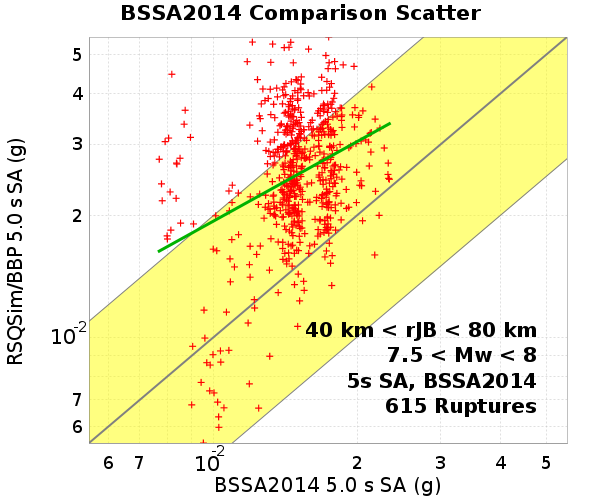 BSSA2014 Comparison Scatter
RSQSim/BBP 5.0 s SA (g)
5
4
3
2
10^-2
7
6
40 km < rJB < 80 km
7.5 < Mw < 8
5s SA, BSSA2014
615 Ruptures
6 7 10^-2 2 3 4 5
BSSA2014 5.0 s SA (g)